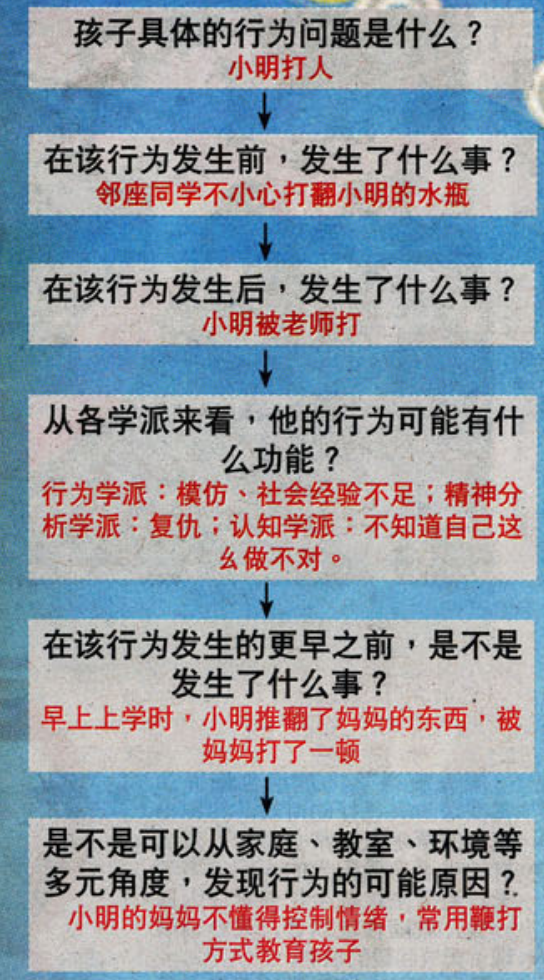 孩子具体的行为问题是什么？
小明打人
在该行为发生前，发生了什么事？
邻座同学不小心打翻小明的水瓶
在该行为发生后，发生了什么事？
小明被老师打
从各学派来看，他的行为可能有什
么功能？
行为学派：模仿、社会经验不足；精神分
析学派：复仇；认知学派：不知道自己这
么做不对。
在该行为发生的更早之前，是不是
发生了什么事？
早上上学时，小明推翻了妈妈的东西，被
妈妈打了一顿
是不是可以从家庭、教室、环境等
多元角度，发现行为的可能原因？
小明的妈妈不懂得控制情绪，常用鞭打
方式教育孩子